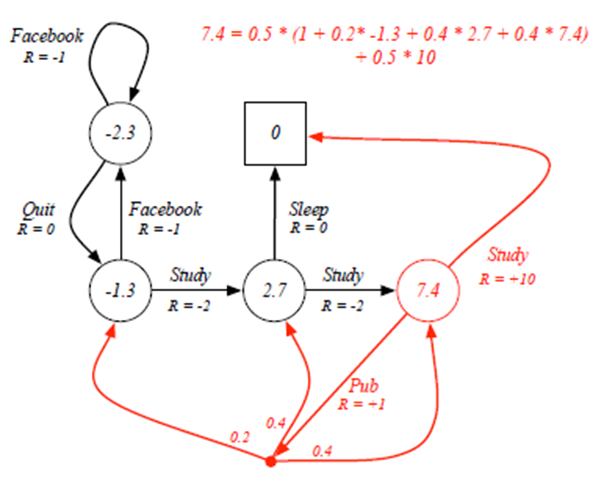 Facebook
R = -1
7.4 = 0.5 * (1 + 0.2* -1.3 + 0.4 * 2.7 + 0.4 * 7.4)
+ 0.5 * 10
-2.3
0
Quit
R = 0
Facebook
R = -1
Sleep
R = 0
Study
R = +10
-1.3
Study
R = -2
2.7
Study
R = -2
7.4
Pub
R = +1
0.2
0.4
0.4